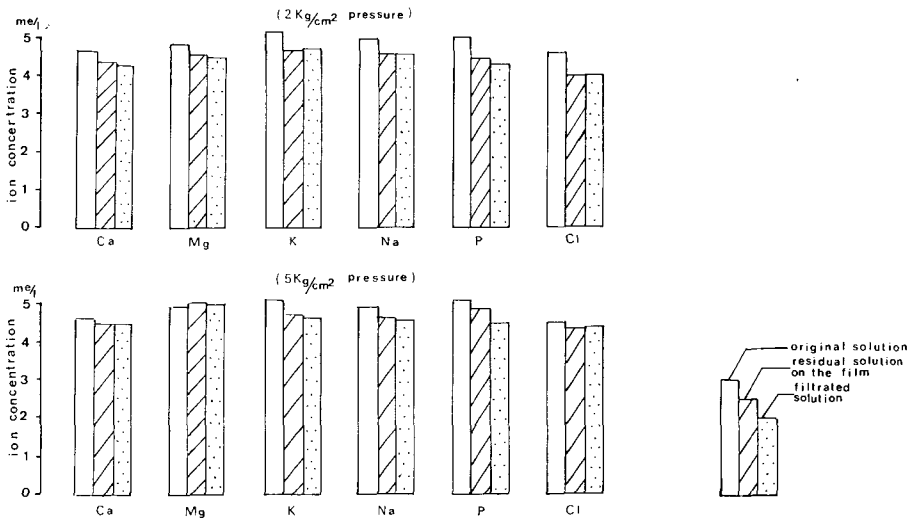 me/l
(2Kg/cm2 pressure)
5
4
3
2
1
0
ion concertration
Ca Mg K Na P Cl
me/l
(5Kg/cm2 pressure)
5
4
3
2
1
0
ion concentration
Ca Mg K Na P Cl
original solution
residual solution
on the film
filtrated
solution